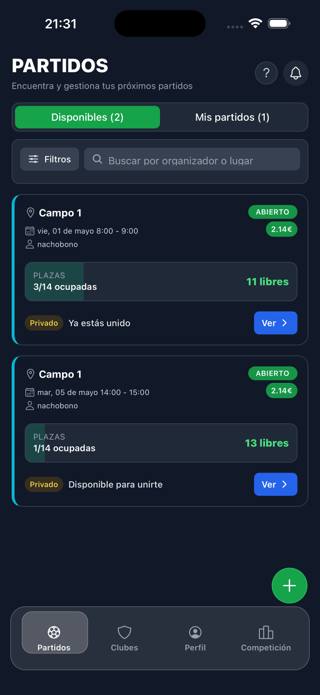 21:31
PARTIDOS
Encuentra y gestiona tus próximos partidos
?
Disponibles (2)
Mis partidos (1)
Filtros
Buscar por organizador o lugar
Campo 1
ABIERTO
vie, 01 de mayo 8:00 - 9:00
2.14€
nachobono
PLAZAS
3/14 ocupadas
11 libres
Privado
Ya estás unido
Ver
Campo 1
ABIERTO
mar, 05 de mayo 14:00 - 15:00
2.14€
nachobono
PLAZAS
1/14 ocupadas
13 libres
Privado
Disponible para unirte
Ver
Partidos
Clubes
Perfil
Competición